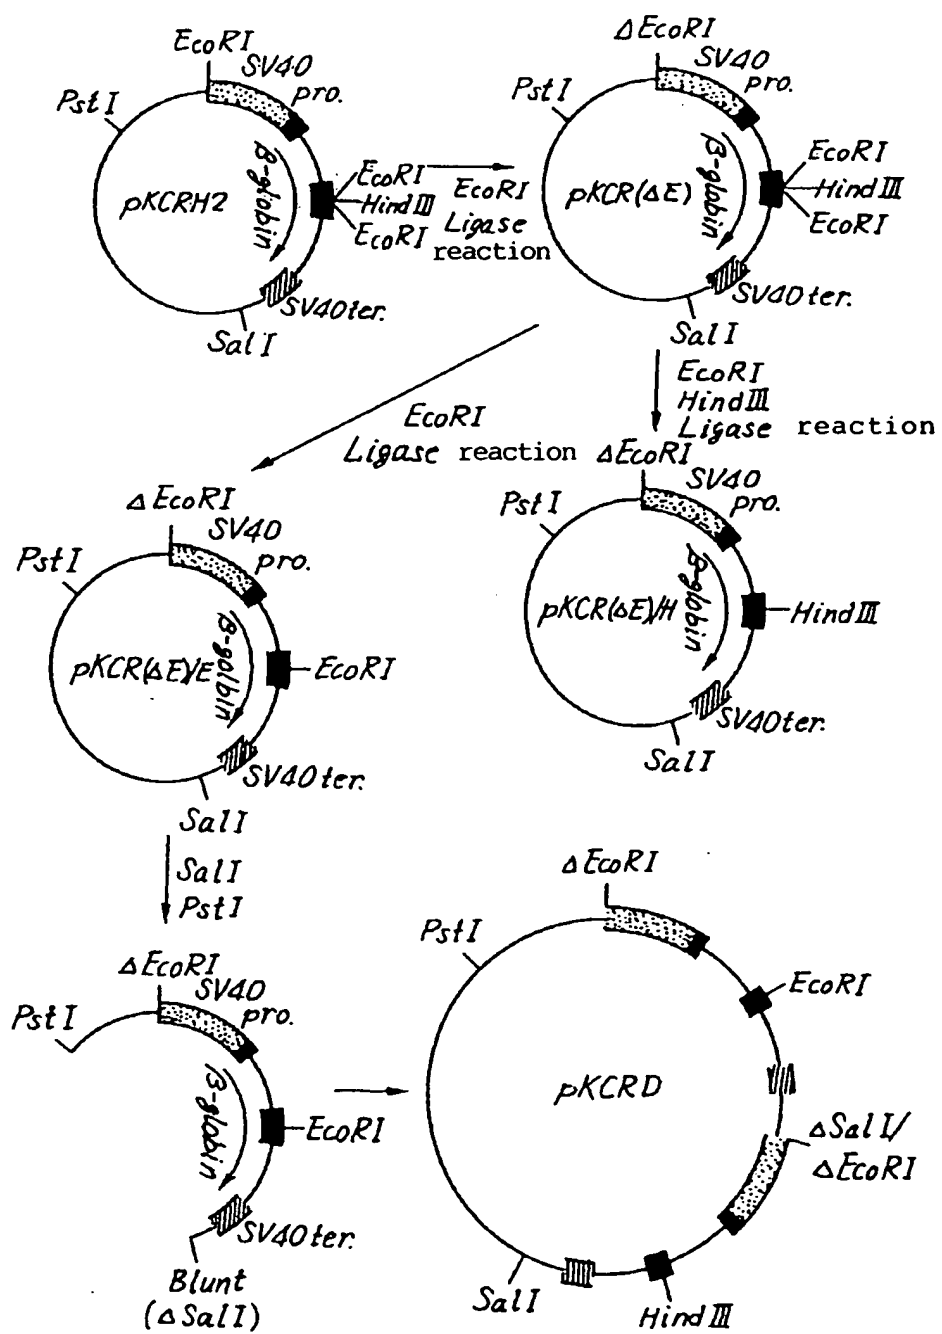 EcoRI
SV40
pro.
PstI
β-globin
pKCRH2
EcoRI
HindIII
EcoRI
SV40ter.
SalI
EcoRI
Ligase
reaction
ΔEcoRI
SV40
pro.
PstI
β-globin
pKCR(ΔE)
EcoRI
HindIII
EcoRI
SV40ter.
SalI
EcoRI
HindIII
Ligase reaction
EcoRI
Ligase reaction
ΔEcoRI
SV40
pro.
PstI
β-globin
pKCR(ΔE)/H
HindIII
SV40ter.
SalI
ΔEcoRI
SV40
pro.
PstI
β-golbin
pKCR(ΔE)/E
EcoRI
SV40ter.
SalI
SalI
PstI
ΔEcoRI
SV40
pro.
PstI
β-globin
EcoRI
SV40ter.
Blunt
(ΔSalI)
ΔEcoRI
PstI
EcoRI
pKCRD
ΔSalI/
ΔEcoRI
SalI
HindIII